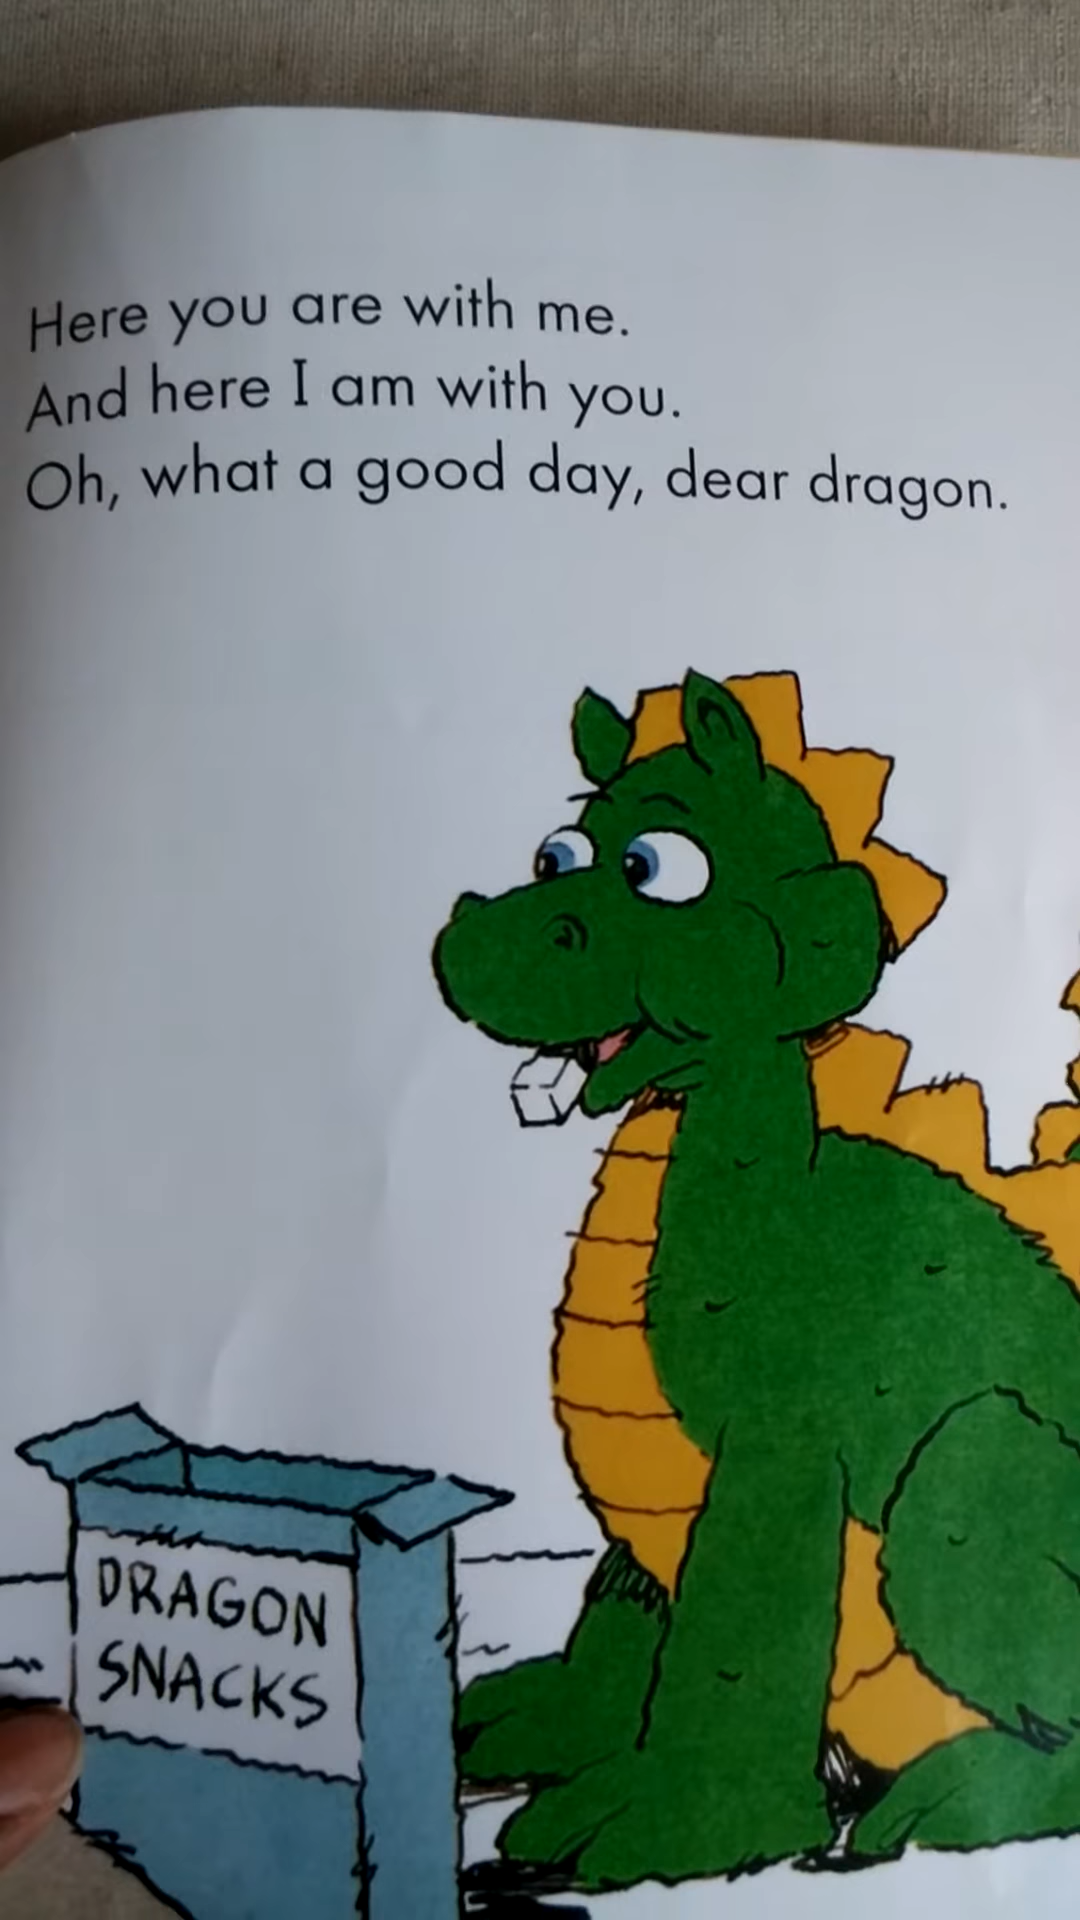 Here you are with me.
And here I am with you.
Oh, what a good day, dear dragon.
DRAGON
SNACKS